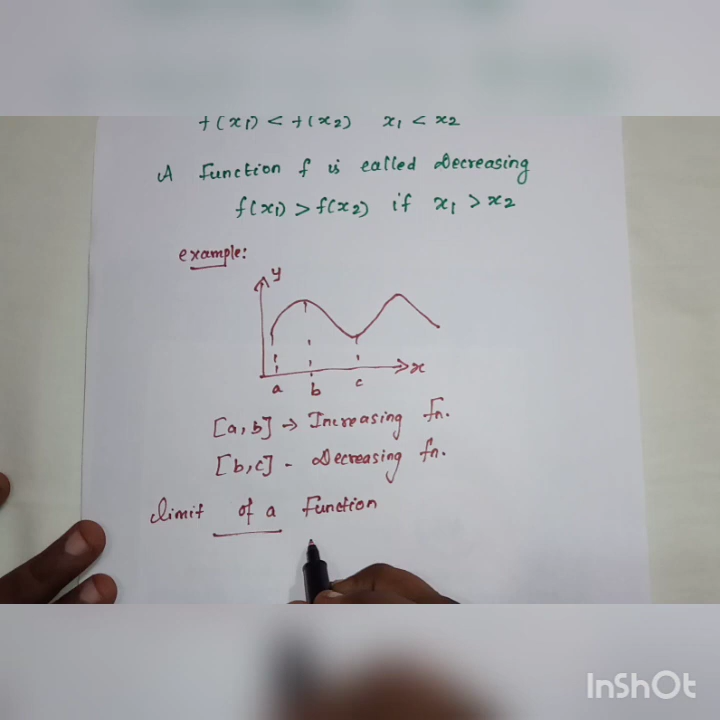 f(x1) < f(x2) x1 < x2
A Function f is called Decreasing
f(x1) > f(x2) if x1 > x2
example:
y
x
a b c
[a,b] → Increasing Fn.
[b,c] - Decreasing fn.
limit of a Function
InShOt